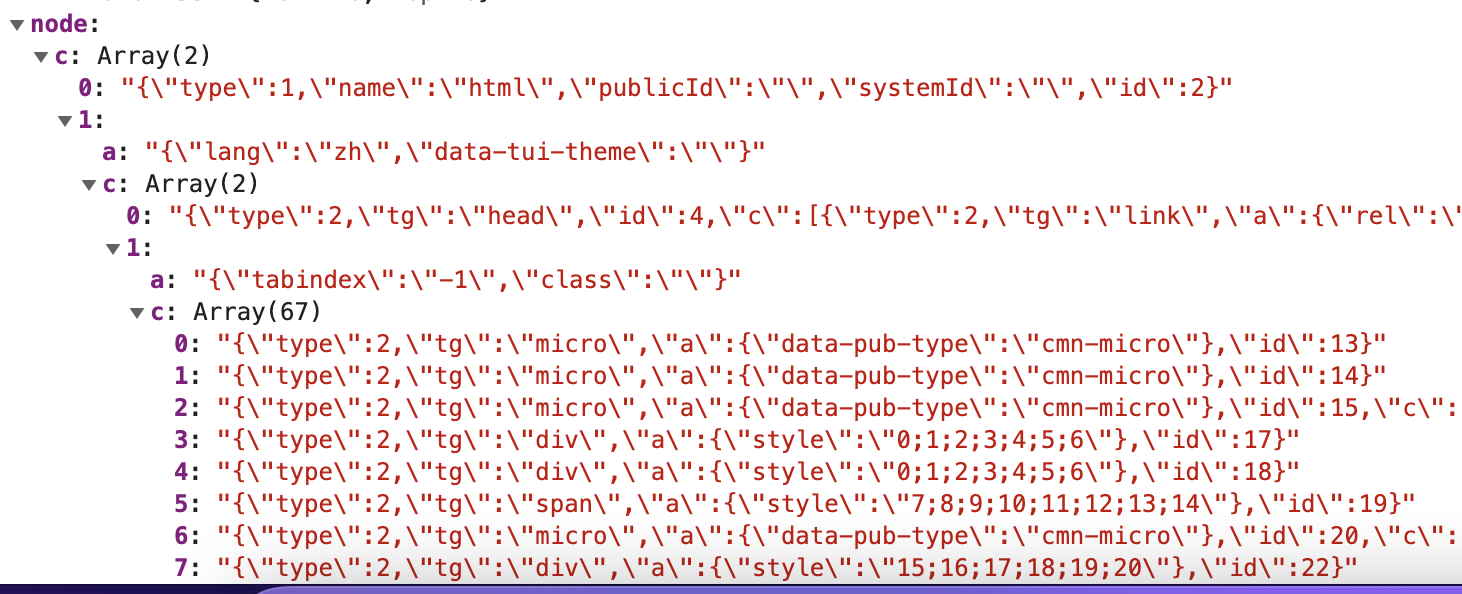 node:
c: Array(2)
0: "{\"type\":1,\"name\":\"html\",\"publicId\":\"\",\"systemId\":\"\",\"id\":2}"
1:
a: "{\"lang\":\"zh\",\"data-tui-theme\":\"\"}"
c: Array(2)
0: "{\"type\":2,\"tg\":\"head\",\"id\":4,\"c\":[{\"type\":2,\"tg\":\"link\",\"a\":{\"rel\":\"
1:
a: "{\"tabindex\":\"-1\",\"class\":\"\"}"
c: Array(67)
0: "{\"type\":2,\"tg\":\"micro\",\"a\":{\"data-pub-type\":\"cmn-micro\"},\"id\":13}"
1: "{\"type\":2,\"tg\":\"micro\",\"a\":{\"data-pub-type\":\"cmn-micro\"},\"id\":14}"
2: "{\"type\":2,\"tg\":\"micro\",\"a\":{\"data-pub-type\":\"cmn-micro\"},\"id\":15,\"c\":
3: "{\"type\":2,\"tg\":\"div\",\"a\":{\"style\":\"0;1;2;3;4;5;6\"},\"id\":17}"
4: "{\"type\":2,\"tg\":\"div\",\"a\":{\"style\":\"0;1;2;3;4;5;6\"},\"id\":18}"
5: "{\"type\":2,\"tg\":\"span\",\"a\":{\"style\":\"7;8;9;10;11;12;13;14\"},\"id\":19}"
6: "{\"type\":2,\"tg\":\"micro\",\"a\":{\"data-pub-type\":\"cmn-micro\"},\"id\":20,\"c\":
7: "{\"type\":2,\"tg\":\"div\",\"a\":{\"style\":\"15;16;17;18;19;20\"},\"id\":22}"